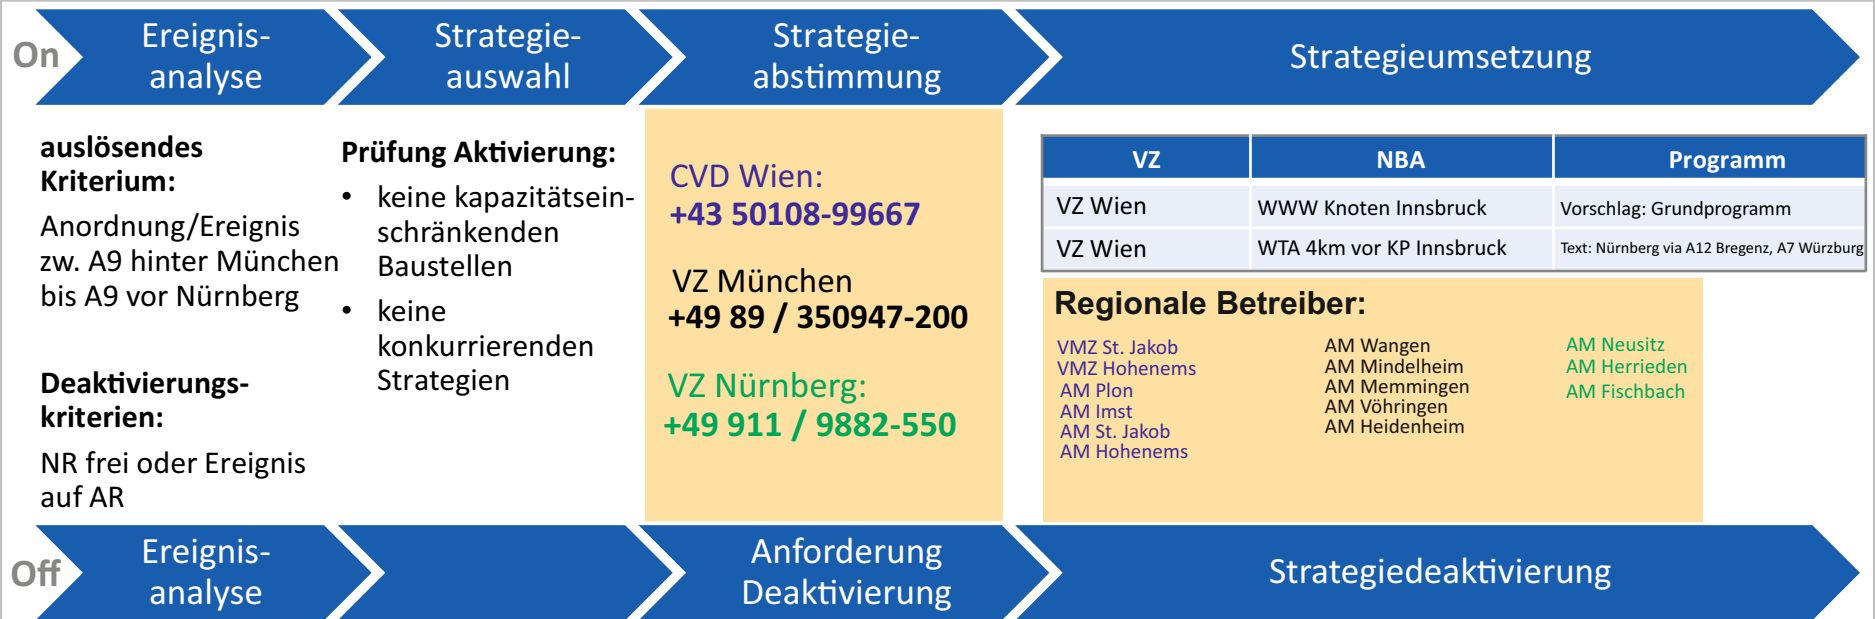 On
Ereignis-
analyse
Strategie-
auswahl
Strategie-
abstimmung
Strategieumsetzung
auslösendes
Kriterium:
Anordnung/Ereignis
zw. A9 hinter München
bis A9 vor Nürnberg
Deaktivierungs-
kriterien:
NR frei oder Ereignis
auf AR
Prüfung Aktivierung:
• keine kapazitätsein-
schränkenden
Baustellen
• keine
konkurrierenden
Strategien
CVD Wien:
+43 50108-99667
VZ München
+49 89 / 350947-200
VZ Nürnberg:
+49 911 / 9882-550
VZ NBA Programm
VZ Wien WWW Knoten Innsbruck Vorschlag: Grundprogramm
VZ Wien WTA 4km vor KP Innsbruck Text: Nürnberg via A12 Bregenz, A7 Würzburg
Regionale Betreiber:
VMZ St. Jakob
VMZ Hohenems
AM Plon
AM Imst
AM St. Jakob
AM Hohenems
AM Wangen
AM Mindelheim
AM Memmingen
AM Vöhringen
AM Heidenheim
AM Neusitz
AM Herrieden
AM Fischbach
Off
Ereignis-
analyse
Anforderung
Deaktivierung
Strategiedeaktivierung